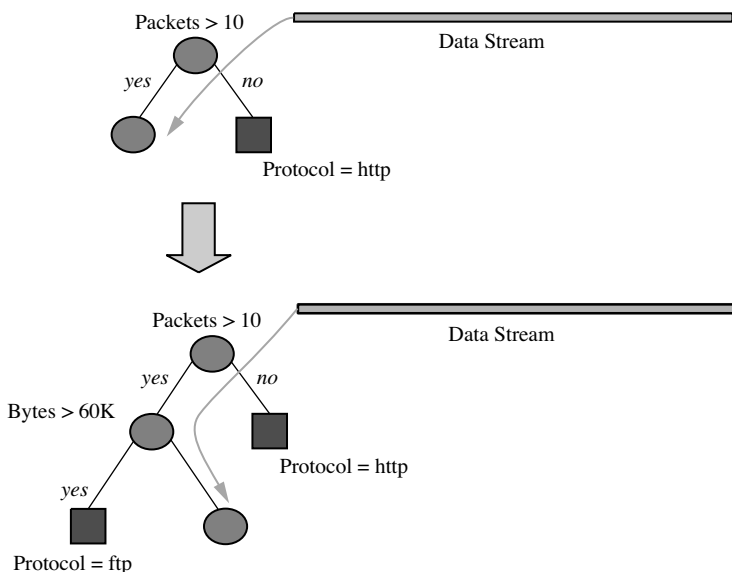 Packets > 10
Data Stream
yes
no
Protocol = http
Packets > 10
Data Stream
yes
no
Bytes > 60K
Protocol = http
yes
Protocol = ftp